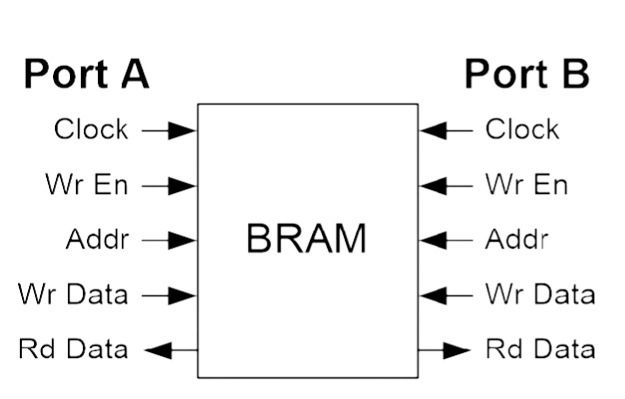 Port A
Port B
Clock
Clock
Wr En
Wr En
Addr
BRAM
Addr
Wr Data
Wr Data
Rd Data
Rd Data